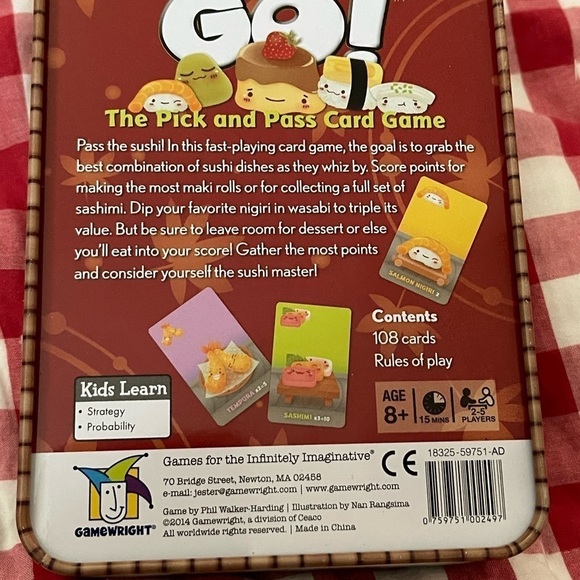 GO!
The Pick and Pass Card Game
Pass the sushi! In this fast-playing card game, the goal is to grab the
best combination of sushi dishes as they whiz by. Score points for
making the most maki rolls or for collecting a full set of
sashimi. Dip your favorite nigiri in wasabi to triple its
value. But be sure to leave room for dessert or else
you'll eat into your score! Gather the most points
and consider yourself the sushi master!
SALMON NIGIRI 2
TEMPURA x2=5
SASHIMI x3=10
Contents
108 cards
Rules of play
Kids Learn
• Strategy
• Probability
AGE
8+
15 MINS
2-5
PLAYERS
GAMEWRIGHT®
Games for the Infinitely Imaginative®
70 Bridge Street, Newton, MA 02458
e-mail: jester@gamewright.com | www.gamewright.com
Game by Phil Walker-Harding | Illustration by Nan Rangsima
©2014 Gamewright, a division of Ceaco
All worldwide rights reserved. | Made in China
CE
18325-59751-AD
0 759751 002497